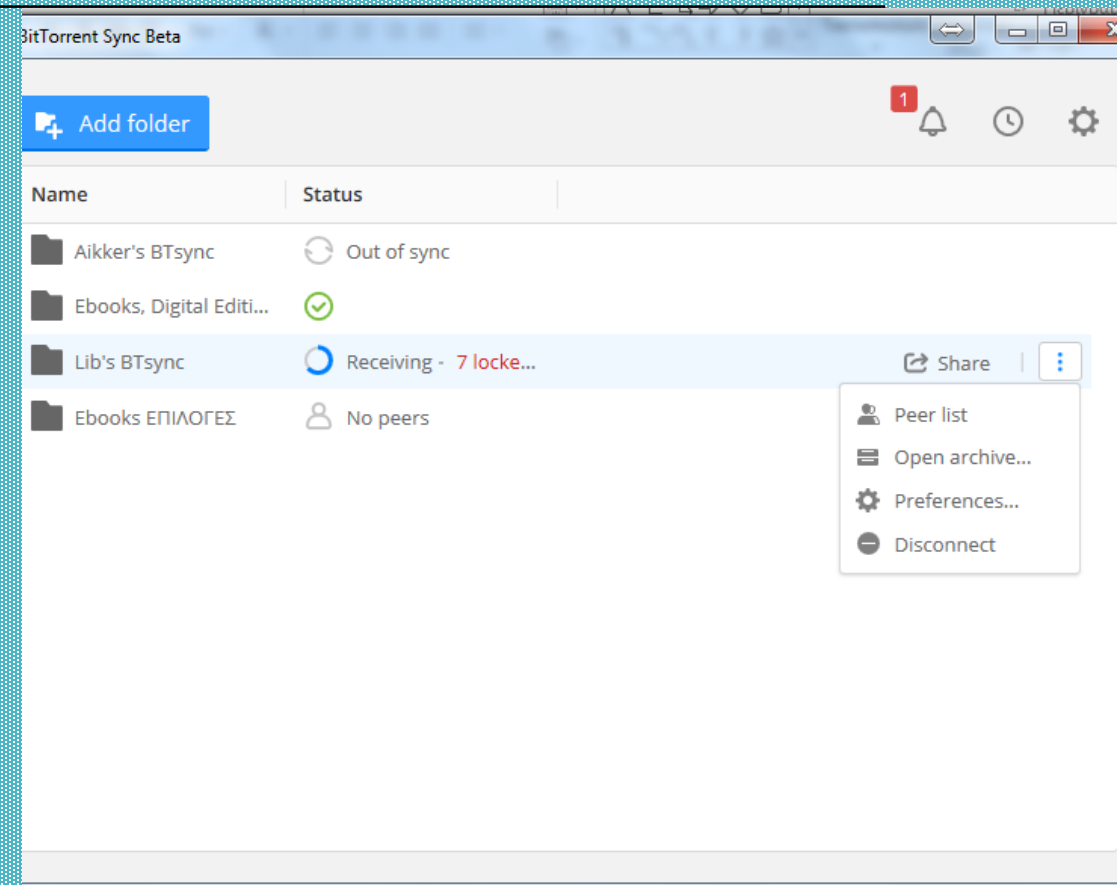 BitTorrent Sync Beta
1
Add folder
Name Status
Aikker's BTsync Out of sync
Ebooks, Digital Editi...
Lib's BTsync Receiving - 7 locke... Share
Ebooks ΕΠΙΛΟΓΕΣ No peers
Peer list
Open archive...
Preferences...
Disconnect